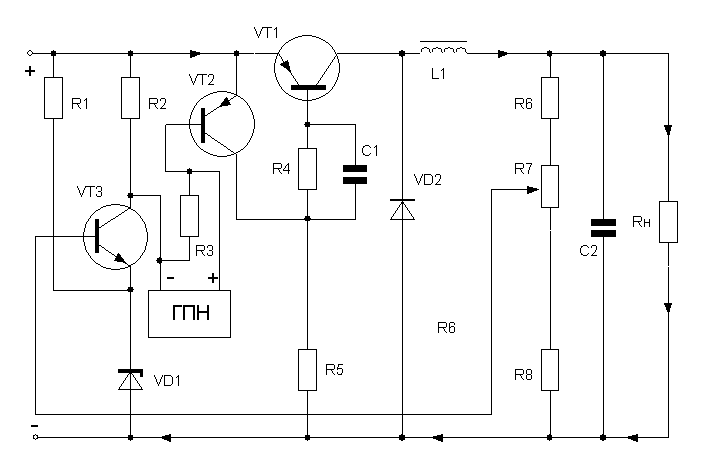 VT1
+
VT2
L1
R1
R2
R6
C1
R4
R7
VD2
VT3
R3
C2
Rн
-
+
ГПН
R6
R5
VD1
R8
-